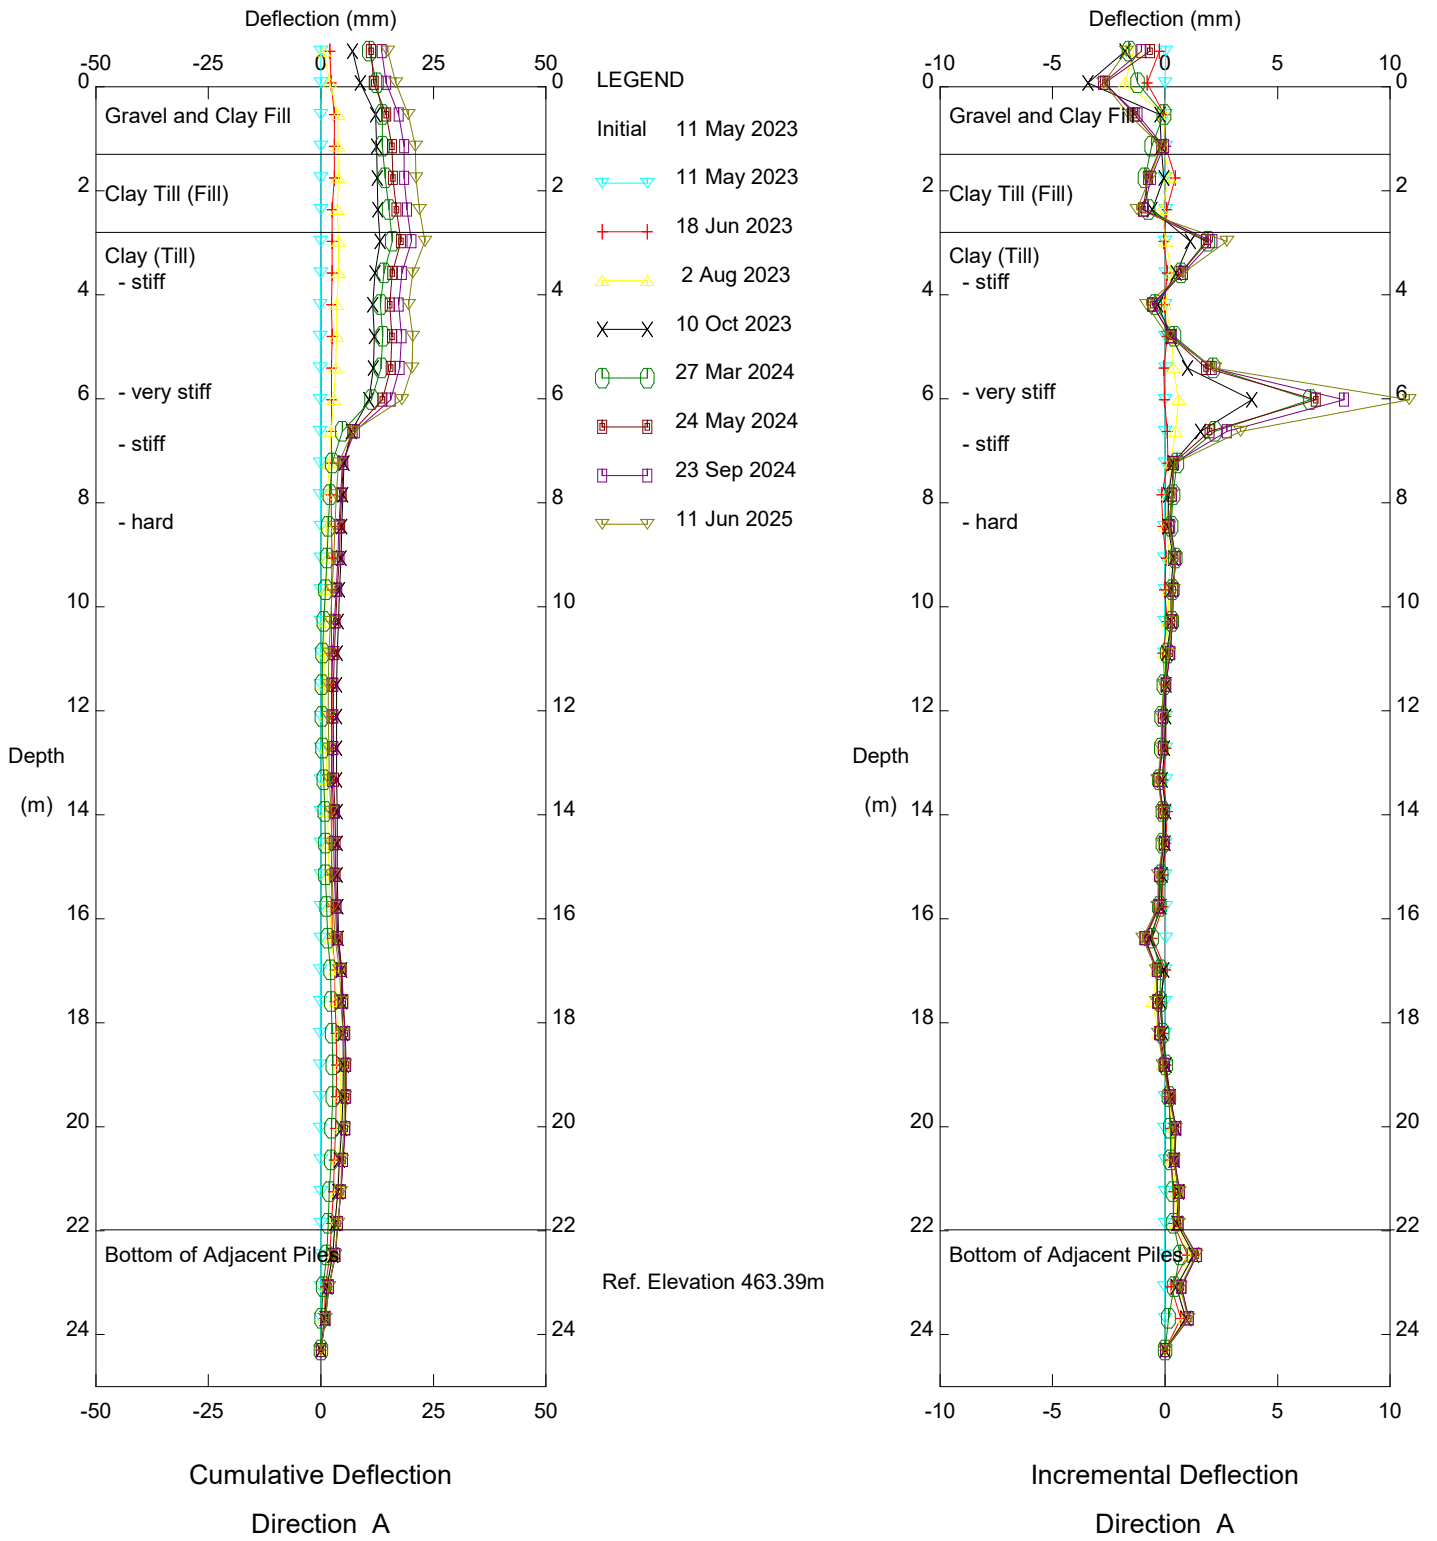 Deflection (mm)
-50 -25 0 25 50
0 0
Gravel and Clay Fill
2 2
Clay Till (Fill)
Clay (Till)
- stiff
4 4
- very stiff
6 6
- stiff
8 8
- hard
10 10
12 12
Depth
(m)
14 14
16 16
18 18
20 20
22 22
Bottom of Adjacent Piles
24 24
-50 -25 0 25 50
Cumulative Deflection
Direction A
LEGEND
Initial 11 May 2023
11 May 2023
18 Jun 2023
2 Aug 2023
10 Oct 2023
27 Mar 2024
24 May 2024
23 Sep 2024
11 Jun 2025
Ref. Elevation 463.39m
Deflection (mm)
-10 -5 0 5 10
0 0
Gravel and Clay Fill
2 2
Clay Till (Fill)
Clay (Till)
- stiff
4 4
- very stiff
6 6
- stiff
8 8
- hard
10 10
12 12
Depth
(m)
14 14
16 16
18 18
20 20
22 22
Bottom of Adjacent Piles
24 24
-10 -5 0 5 10
Incremental Deflection
Direction A